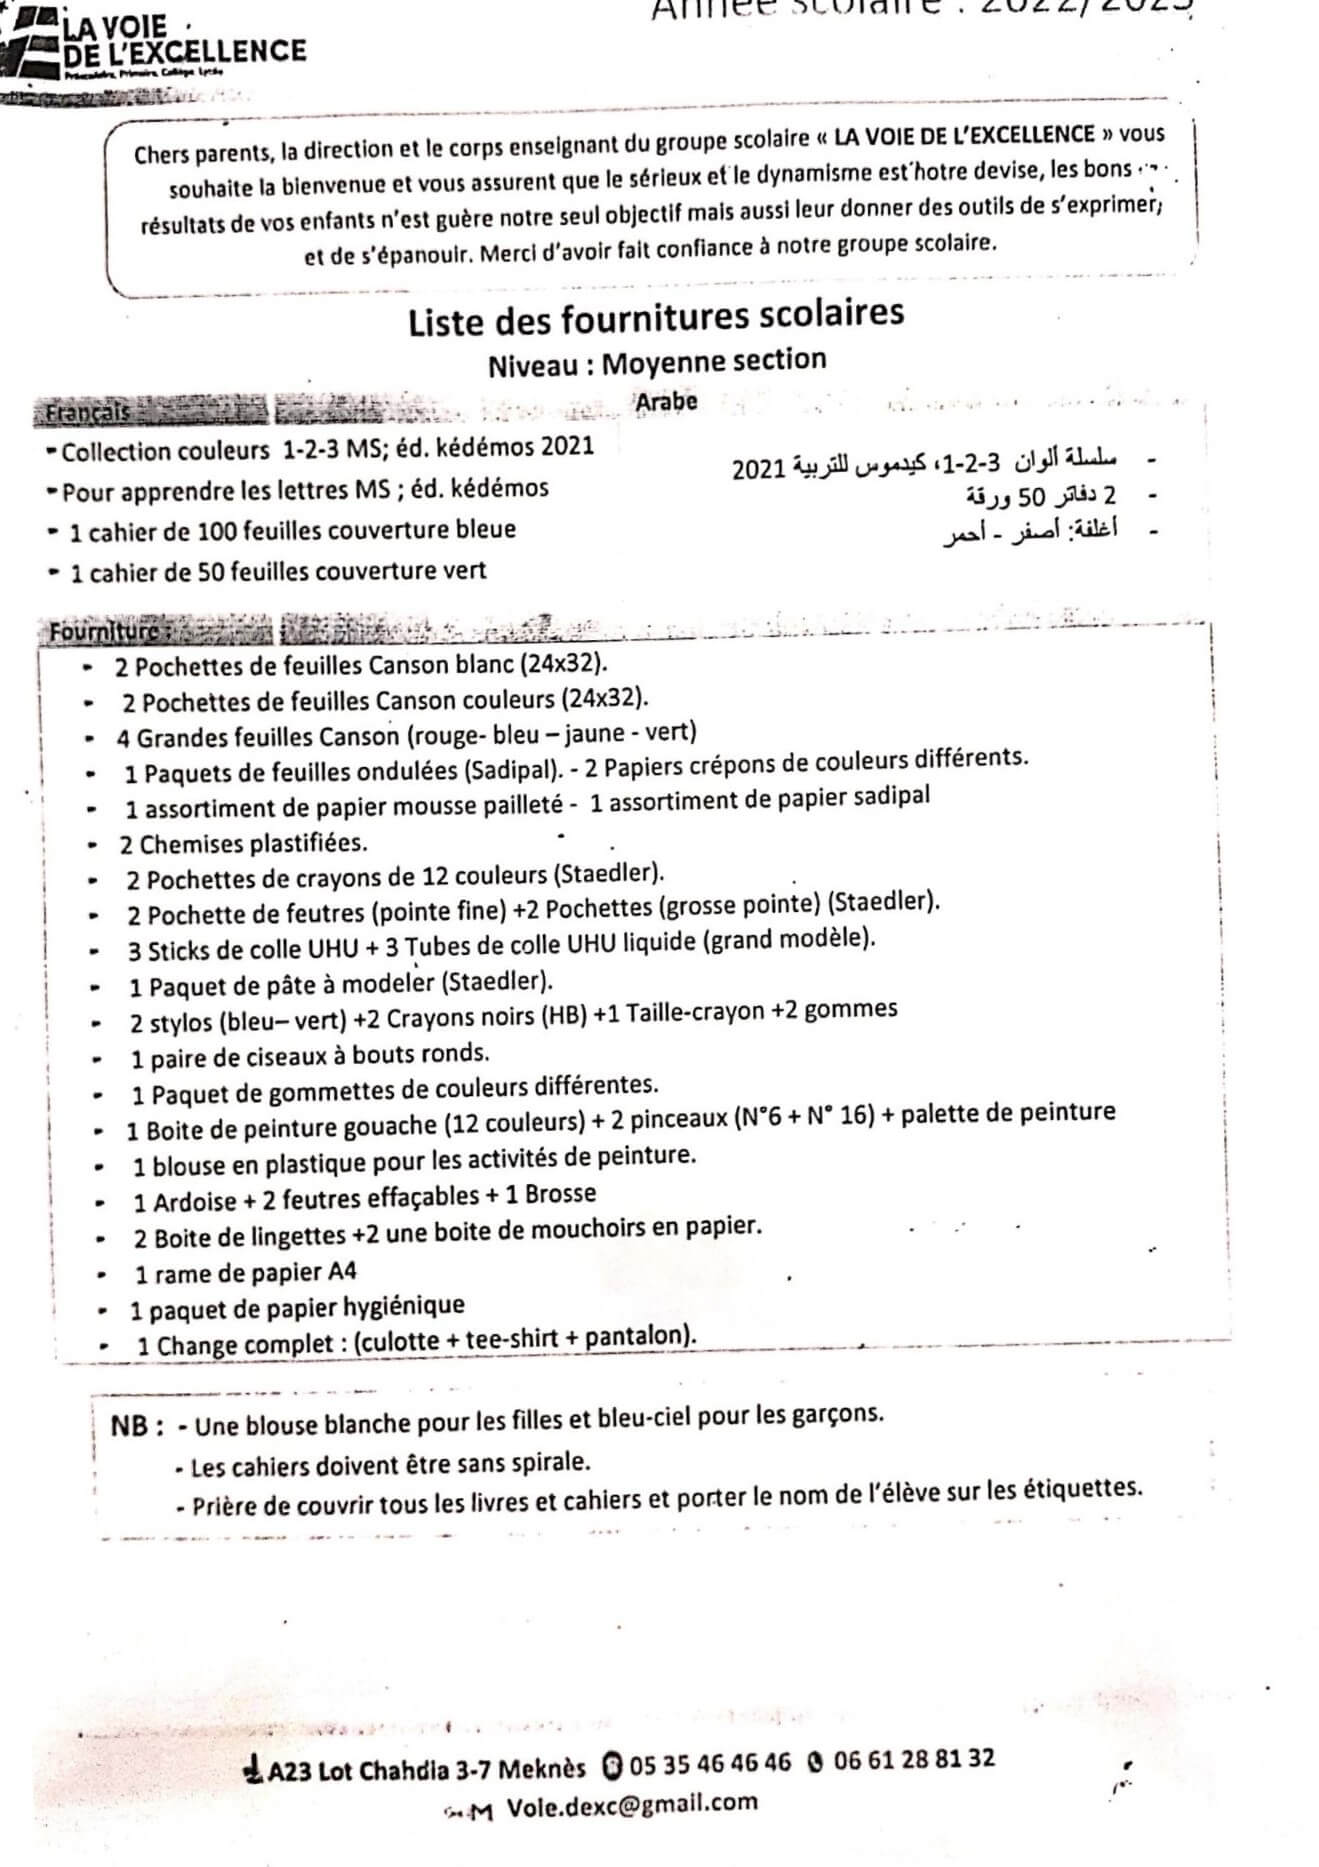 Année scolaire : 2022/2023
LA VOIE
DE L'EXCELLENCE
Préscolaire, Primaire, Collège, Lycée
Chers parents, la direction et le corps enseignant du groupe scolaire « LA VOIE DE L'EXCELLENCE » vous
souhaite la bienvenue et vous assurent que le sérieux et le dynamisme est notre devise, les bons
résultats de vos enfants n'est guère notre seul objectif mais aussi leur donner des outils de s'exprimer,
et de s'épanouir. Merci d'avoir fait confiance à notre groupe scolaire.
Liste des fournitures scolaires
Niveau : Moyenne section
Français
- Collection couleurs 1-2-3 MS; éd. kédémos 2021
- Pour apprendre les lettres MS ; éd. kédémos
- 1 cahier de 100 feuilles couverture bleue
- 1 cahier de 50 feuilles couverture vert
Arabe
- سلسلة ألوان 3-2-1، كيدموس للتربية 2021
- 2 دفاتر 50 ورقة
- أغلفة: أصفر - أحمر
Fourniture :
- 2 Pochettes de feuilles Canson blanc (24x32).
- 2 Pochettes de feuilles Canson couleurs (24x32).
- 4 Grandes feuilles Canson (rouge- bleu – jaune - vert)
- 1 Paquets de feuilles ondulées (Sadipal). - 2 Papiers crépons de couleurs différents.
- 1 assortiment de papier mousse pailleté - 1 assortiment de papier sadipal
- 2 Chemises plastifiées.
- 2 Pochettes de crayons de 12 couleurs (Staedler).
- 2 Pochette de feutres (pointe fine) +2 Pochettes (grosse pointe) (Staedler).
- 3 Sticks de colle UHU + 3 Tubes de colle UHU liquide (grand modèle).
- 1 Paquet de pâte à modeler (Staedler).
- 2 stylos (bleu– vert) +2 Crayons noirs (HB) +1 Taille-crayon +2 gommes
- 1 paire de ciseaux à bouts ronds.
- 1 Paquet de gommettes de couleurs différentes.
- 1 Boite de peinture gouache (12 couleurs) + 2 pinceaux (N°6 + N° 16) + palette de peinture
- 1 blouse en plastique pour les activités de peinture.
- 1 Ardoise + 2 feutres effaçables + 1 Brosse
- 2 Boite de lingettes +2 une boite de mouchoirs en papier.
- 1 rame de papier A4
- 1 paquet de papier hygiénique
- 1 Change complet : (culotte + tee-shirt + pantalon).
NB : - Une blouse blanche pour les filles et bleu-ciel pour les garçons.
- Les cahiers doivent être sans spirale.
- Prière de couvrir tous les livres et cahiers et porter le nom de l'élève sur les étiquettes.
A23 Lot Chahdia 3-7 Meknès 05 35 46 46 46 06 61 28 81 32
Voie.dexc@gmail.com